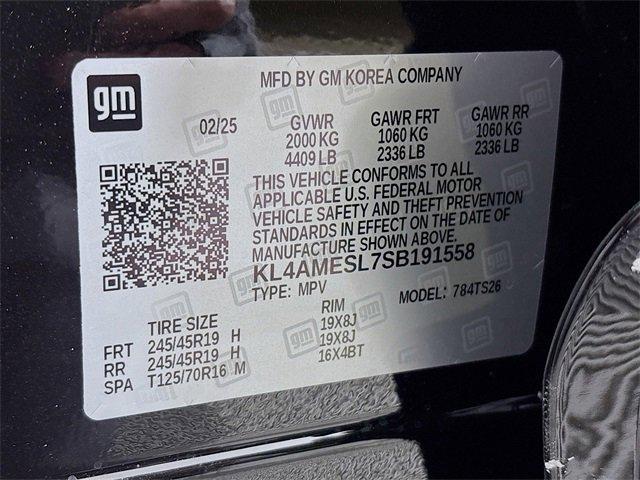 gm
MFD BY GM KOREA COMPANY
02/25 GVWR GAWR FRT GAWR RR
2000 KG 1060 KG 1060 KG
4409 LB 2336 LB 2336 LB
THIS VEHICLE CONFORMS TO ALL
APPLICABLE U.S. FEDERAL MOTOR
VEHICLE SAFETY AND THEFT PREVENTION
STANDARDS IN EFFECT ON THE DATE OF
MANUFACTURE SHOWN ABOVE.
KL4AMESL7SB191558
TYPE: MPV MODEL: 784TS26
TIRE SIZE RIM
FRT 245/45R19 H 19X8J
RR 245/45R19 H 19X8J
SPA T125/70R16 M 16X4BT